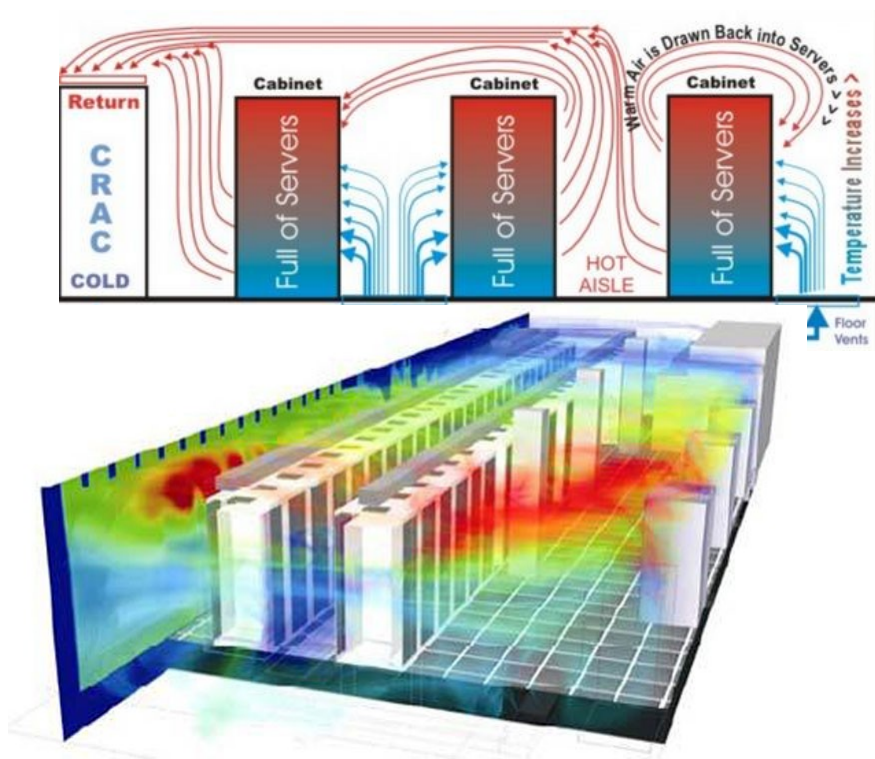 Warm Air is Drawn Back into Servers > > >
Cabinet
Cabinet
Cabinet
Return
CRAC
COLD
Full of Servers
Full of Servers
Full of Servers
HOT
AISLE
Temperature Increases >
Floor
Vents